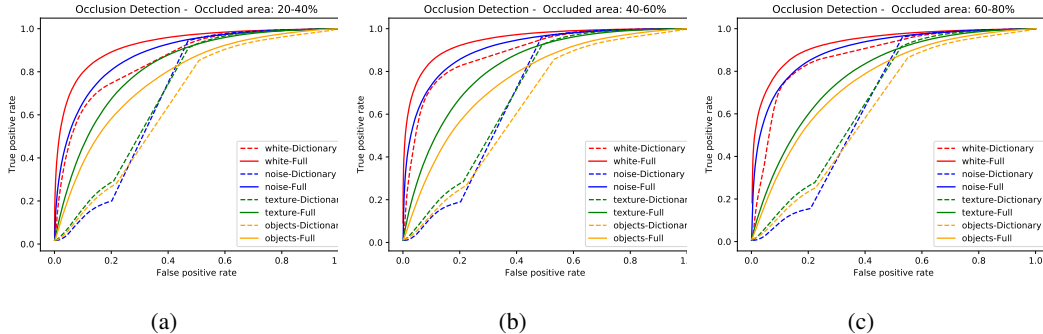 Occlusion Detection - Occluded area: 20-40%
True positive rate
1.0
0.8
0.6
0.4
0.2
0.0
white-Dictionary
white-Full
noise-Dictionary
noise-Full
texture-Dictionary
texture-Full
objects-Dictionar
objects-Full
0.0 0.2 0.4 0.6 0.8 1.0
False positive rate
(a)
Occlusion Detection - Occluded area: 40-60%
True positive rate
1.0
0.8
0.6
0.4
0.2
0.0
white-Dictionary
white-Full
noise-Dictionary
noise-Full
texture-Dictionary
texture-Full
objects-Dictionar
objects-Full
0.0 0.2 0.4 0.6 0.8 1.
False positive rate
(b)
Occlusion Detection - Occluded area: 60-80%
True positive rate
1.0
0.8
0.6
0.4
0.2
0.0
white-Dictionary
white-Full
noise-Dictionary
noise-Full
texture-Dictionary
texture-Full
objects-Dictionary
objects-Full
0.0 0.2 0.4 0.6 0.8 1.0
False positive rate
(c)